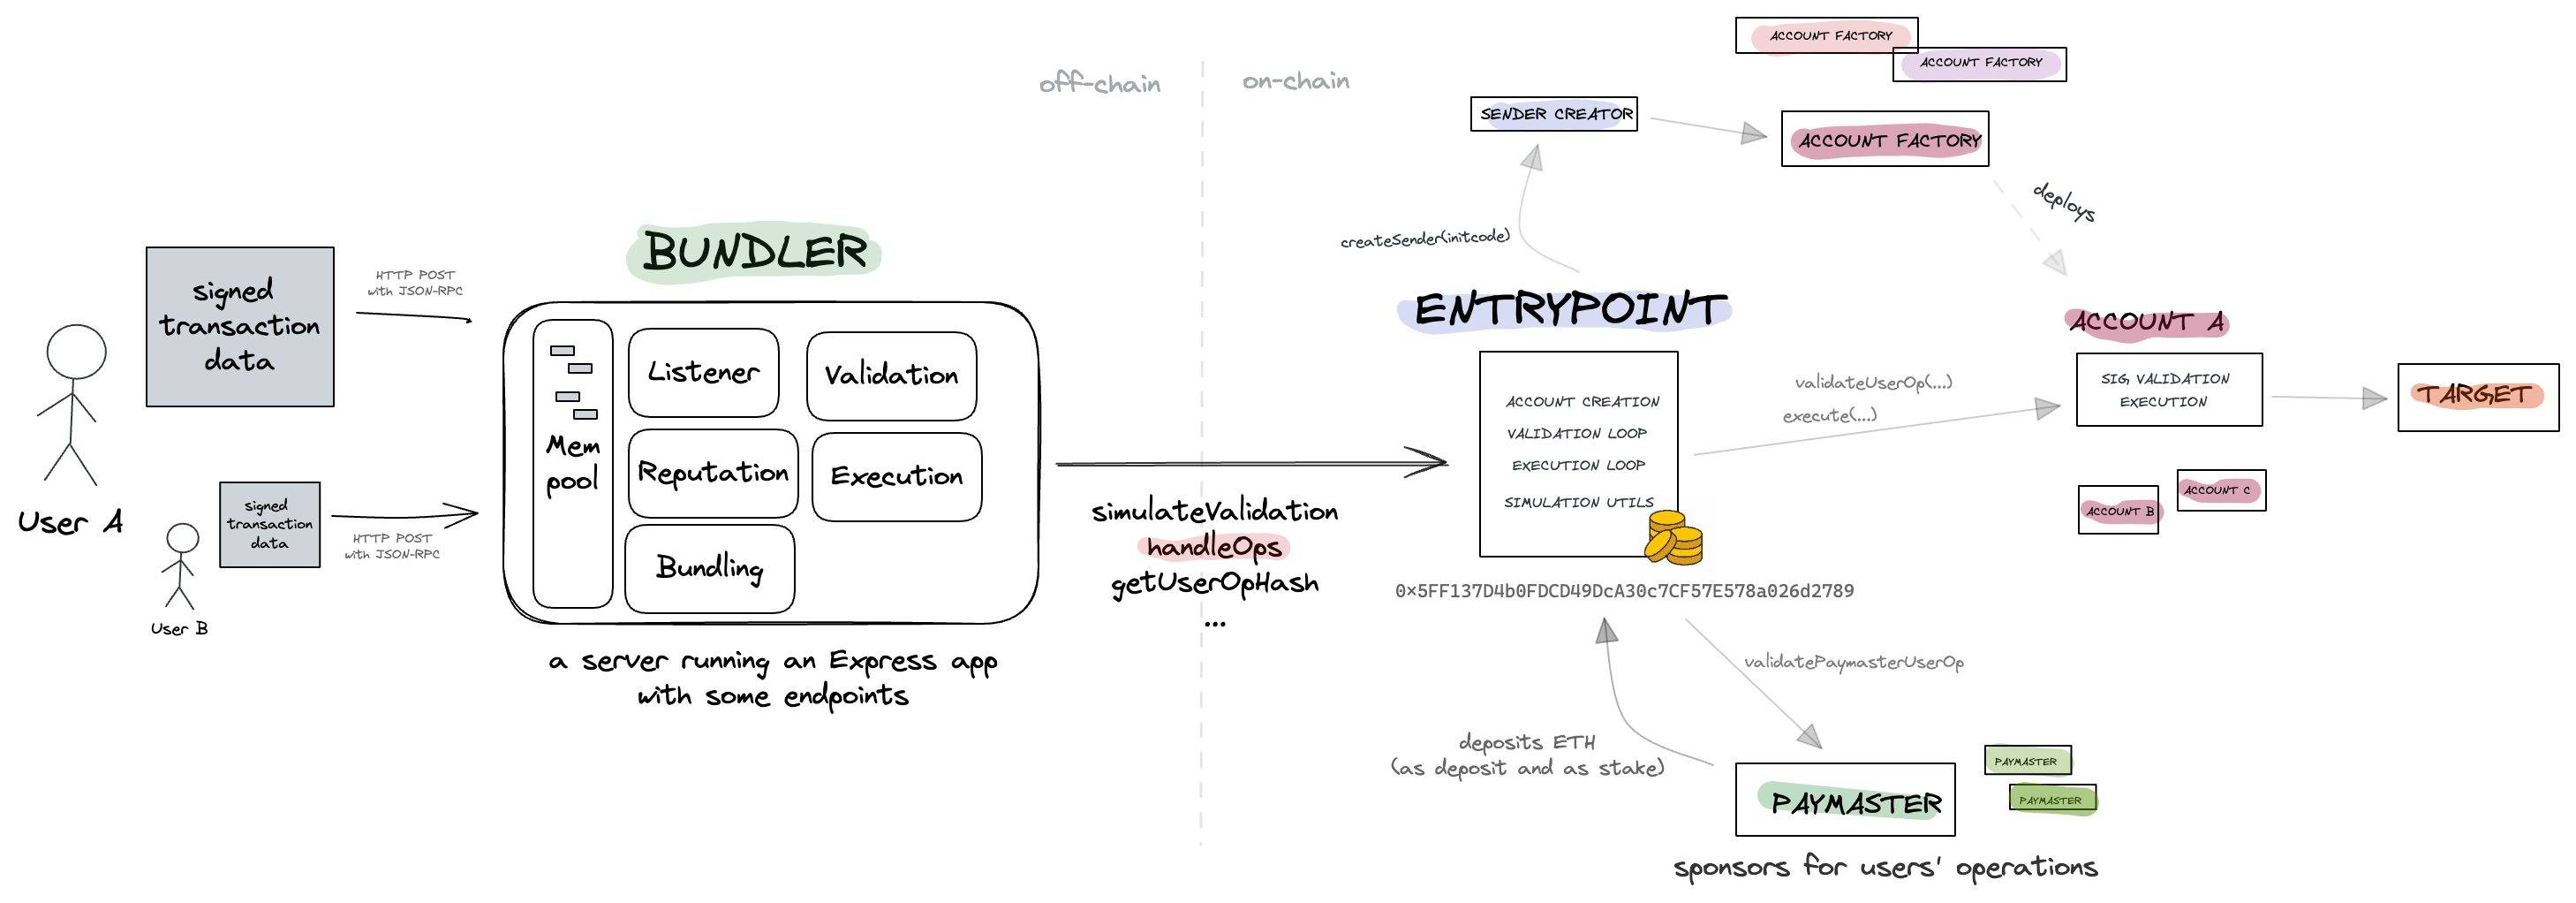 off-chain
on-chain
ACCOUNT FACTORY
ACCOUNT FACTORY
SENDER CREATOR
ACCOUNT FACTORY
deploys
createSender(initcode)
BUNDLER
signed
transaction
data
HTTP POST
with JSON-RPC
User A
signed
transaction
data
HTTP POST
with JSON-RPC
User B
Mem
pool
Listener
Validation
Reputation
Execution
Bundling
a server running an Express app
with some endpoints
simulateValidation
handleOps
getUserOpHash
...
ENTRYPOINT
ACCOUNT CREATION
VALIDATION LOOP
EXECUTION LOOP
SIMULATION UTILS
0x5FF137D4b0FDCD49DcA30c7CF57E578a026d2789
validateUserOp(...)
execute(...)
ACCOUNT A
SIG, VALIDATION
EXECUTION
TARGET
ACCOUNT B
ACCOUNT C
validatePaymasterUserOp
deposits ETH
(as deposit and as stake)
PAYMASTER
PAYMASTER
PAYMASTER
sponsors for users' operations